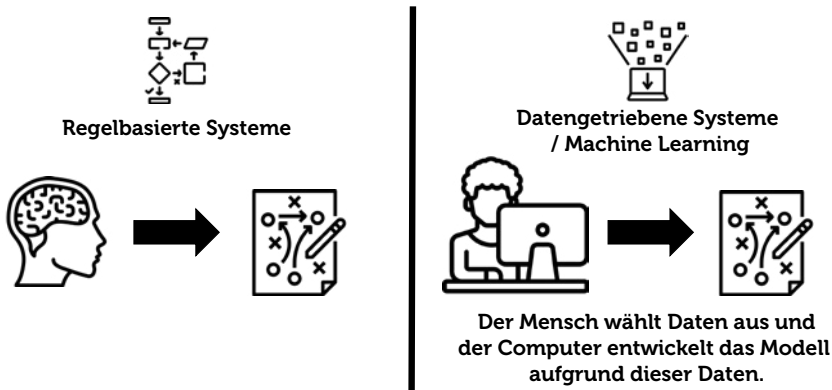 Regelbasierte Systeme
Datengetriebene Systeme
/ Machine Learning
Der Mensch wählt Daten aus und
der Computer entwickelt das Modell
aufgrund dieser Daten.